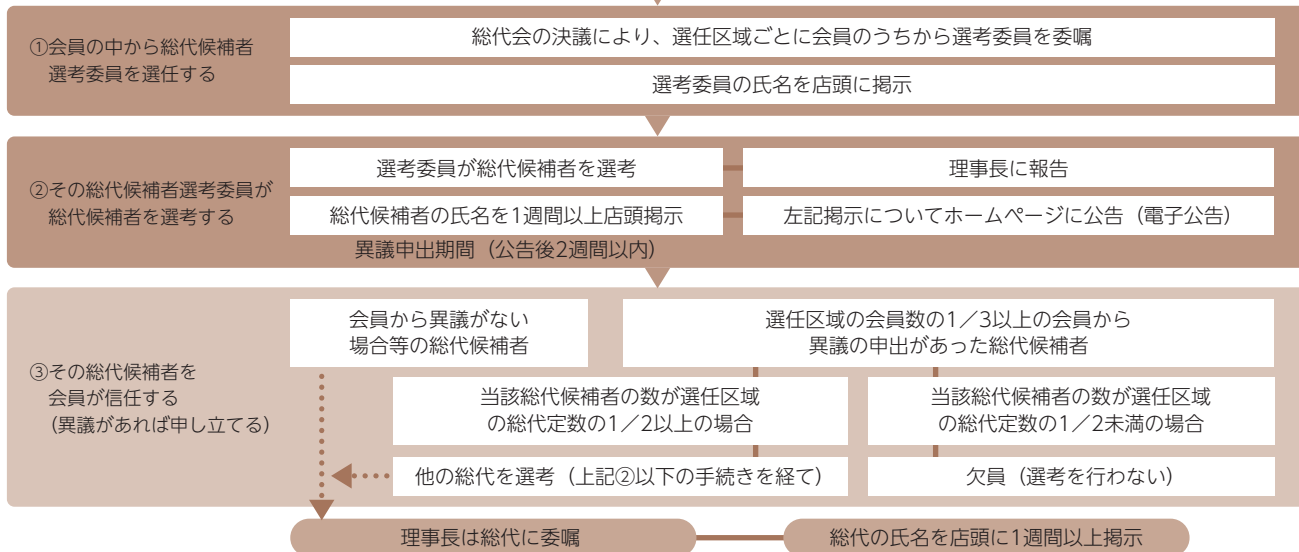 ①会員の中から総代候補者
選考委員を選任する
総代会の決議により、選任区域ごとに会員のうちから選考委員を委嘱
選考委員の氏名を店頭に掲示
②その総代候補者選考委員が
総代候補者を選考する
選考委員が総代候補者を選考
理事長に報告
総代候補者の氏名を1週間以上店頭掲示
左記掲示についてホームページに公告（電子公告）
異議申出期間（公告後2週間以内）
③その総代候補者を
会員が信任する
（異議があれば申し立てる）
会員から異議がない
場合等の総代候補者
選任区域の会員数の1／3以上の会員から
異議の申出があった総代候補者
当該総代候補者の数が選任区域
の総代定数の1／2以上の場合
当該総代候補者の数が選任区域
の総代定数の1／2未満の場合
他の総代を選考（上記②以下の手続きを経て）
欠員（選考を行わない）
理事長は総代に委嘱
総代の氏名を店頭に1週間以上掲示